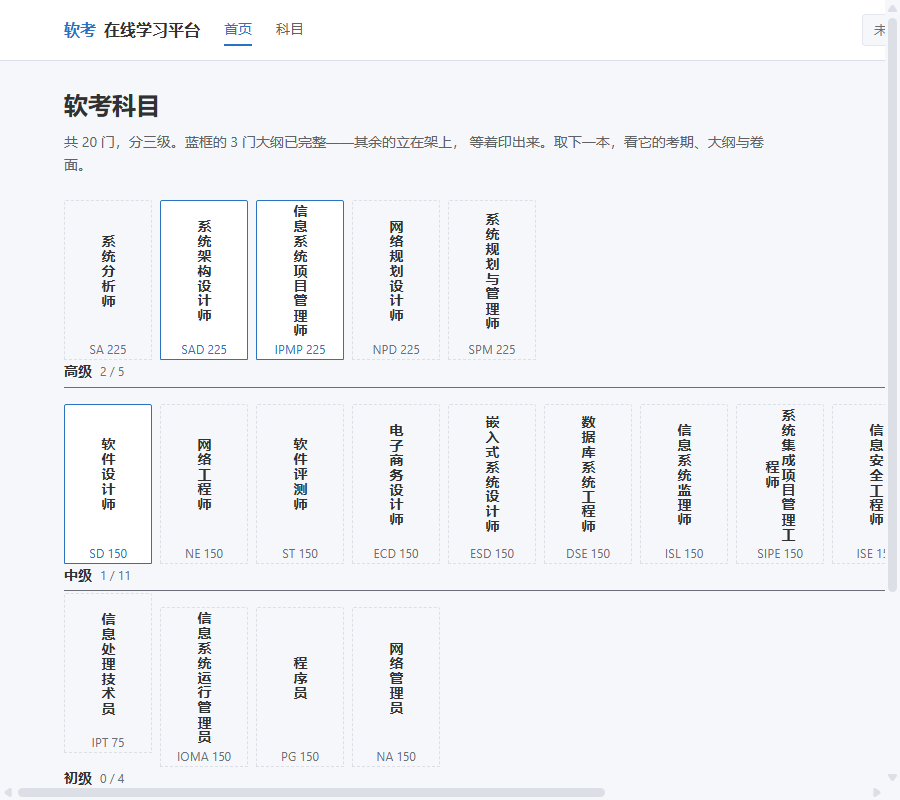 软考 在线学习平台 首页 科目 未
软考科目
共 20 门，分三级。蓝框的 3 门大纲已完整——其余的立在架上， 等着印出来。取下一本，看它的考期、大纲与卷
面。
系统分析师
SA 225
系统架构设计师
SAD 225
信息系统项目管理师
IPMP 225
网络规划设计师
NPD 225
系统规划与管理师
SPM 225
高级 2 / 5
软件设计师
SD 150
网络工程师
NE 150
软件评测师
ST 150
电子商务设计师
ECD 150
嵌入式系统设计师
ESD 150
数据库系统工程师
DSE 150
信息系统监理师
ISL 150
系统集成项目管理工
程师
SIPE 150
信息安全工程师
ISE 15
中级 1 / 11
信息处理技术员
IPT 75
信息系统运行管理员
IOMA 150
程序员
PG 150
网络管理员
NA 150
初级 0 / 4